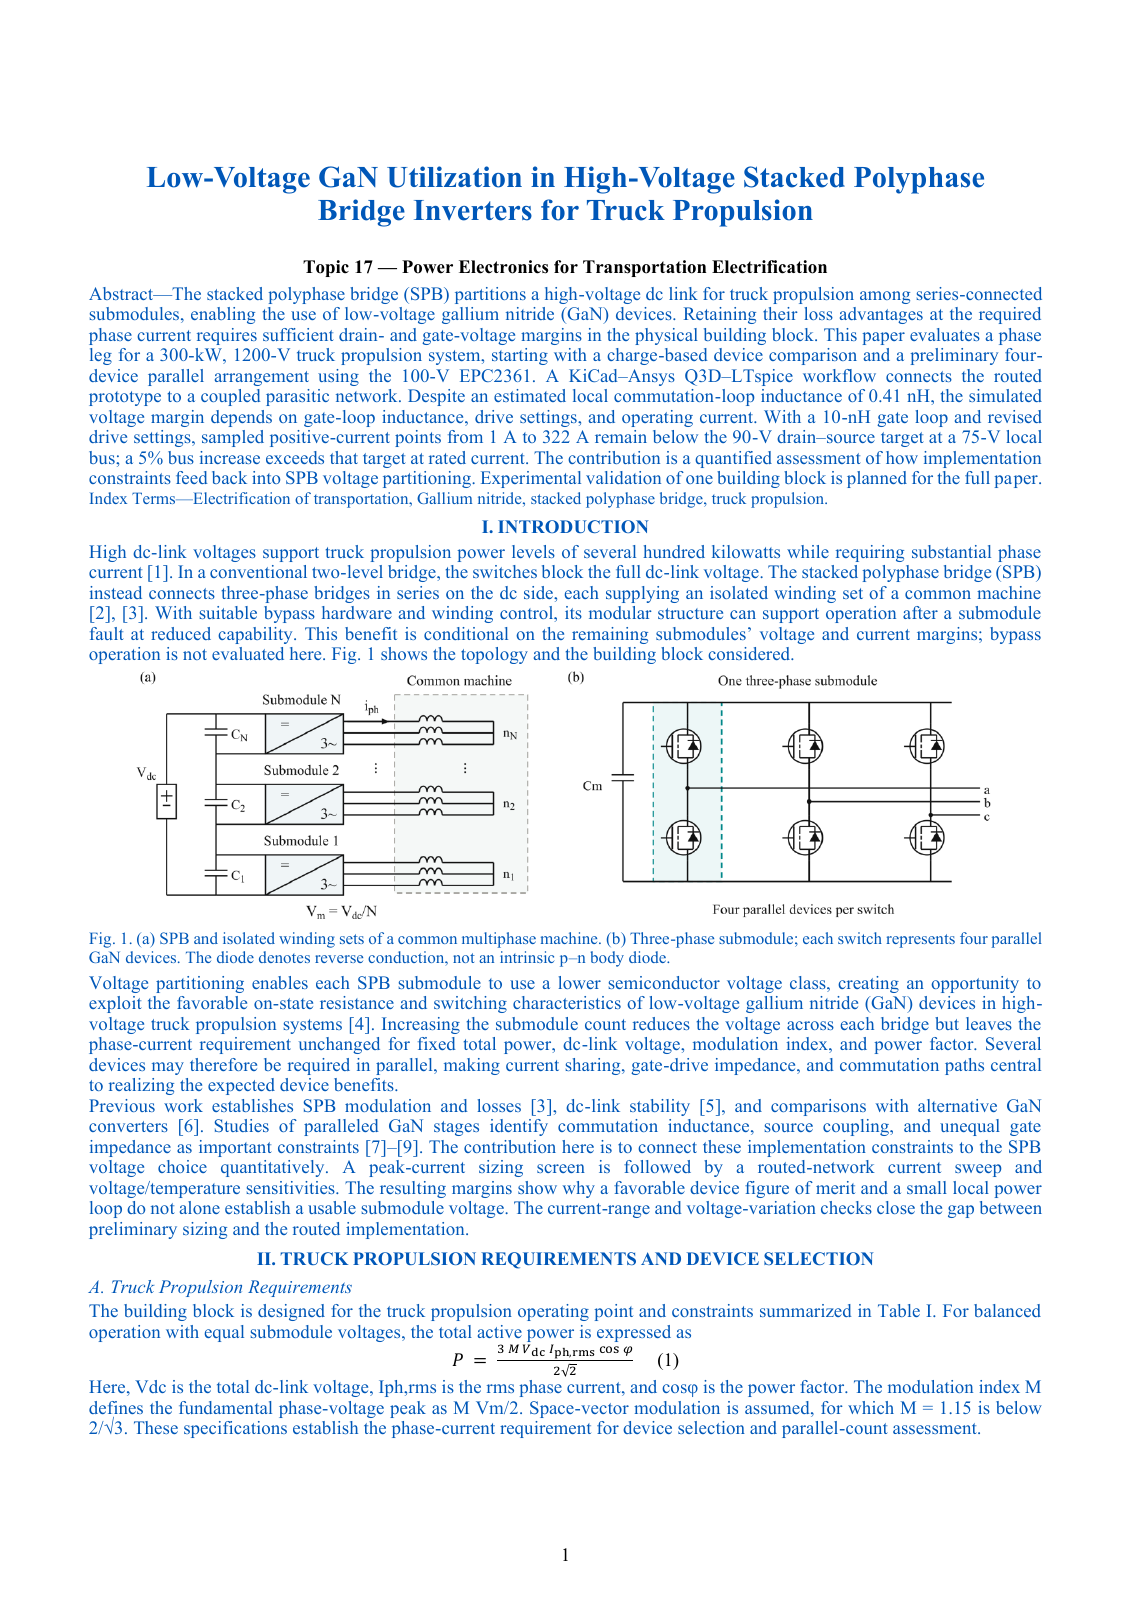 Low-Voltage GaN Utilization in High-Voltage Stacked Polyphase
Bridge Inverters for Truck Propulsion
Topic 17 — Power Electronics for Transportation Electrification
Abstract—The stacked polyphase bridge (SPB) partitions a high-voltage dc link for truck propulsion among series-connected
submodules, enabling the use of low-voltage gallium nitride (GaN) devices. Retaining their loss advantages at the required
phase current requires sufficient drain- and gate-voltage margins in the physical building block. This paper evaluates a phase
leg for a 300-kW, 1200-V truck propulsion system, starting with a charge-based device comparison and a preliminary four-
device parallel arrangement using the 100-V EPC2361. A KiCad–Ansys Q3D–LTspice workflow connects the routed
prototype to a coupled parasitic network. Despite an estimated local commutation-loop inductance of 0.41 nH, the simulated
voltage margin depends on gate-loop inductance, drive settings, and operating current. With a 10-nH gate loop and revised
drive settings, sampled positive-current points from 1 A to 322 A remain below the 90-V drain–source target at a 75-V local
bus; a 5% bus increase exceeds that target at rated current. The contribution is a quantified assessment of how implementation
constraints feed back into SPB voltage partitioning. Experimental validation of one building block is planned for the full paper.
Index Terms—Electrification of transportation, Gallium nitride, stacked polyphase bridge, truck propulsion.
I. INTRODUCTION
High dc-link voltages support truck propulsion power levels of several hundred kilowatts while requiring substantial phase
current [1]. In a conventional two-level bridge, the switches block the full dc-link voltage. The stacked polyphase bridge (SPB)
instead connects three-phase bridges in series on the dc side, each supplying an isolated winding set of a common machine
[2], [3]. With suitable bypass hardware and winding control, its modular structure can support operation after a submodule
fault at reduced capability. This benefit is conditional on the remaining submodules’ voltage and current margins; bypass
operation is not evaluated here. Fig. 1 shows the topology and the building block considered.
(a)
Common machine
Submodule N
iph
CN
=
3~
nN
Submodule 2
⋮
⋮
Vdc
C2
=
3~
n2
Submodule 1
C1
=
3~
n1
Vm = Vdc/N
(b)
One three-phase submodule
Cm
a
b
c
Four parallel devices per switch
Fig. 1. (a) SPB and isolated winding sets of a common multiphase machine. (b) Three-phase submodule; each switch represents four parallel
GaN devices. The diode denotes reverse conduction, not an intrinsic p–n body diode.
Voltage partitioning enables each SPB submodule to use a lower semiconductor voltage class, creating an opportunity to
exploit the favorable on-state resistance and switching characteristics of low-voltage gallium nitride (GaN) devices in high-
voltage truck propulsion systems [4]. Increasing the submodule count reduces the voltage across each bridge but leaves the
phase-current requirement unchanged for fixed total power, dc-link voltage, modulation index, and power factor. Several
devices may therefore be required in parallel, making current sharing, gate-drive impedance, and commutation paths central
to realizing the expected device benefits.
Previous work establishes SPB modulation and losses [3], dc-link stability [5], and comparisons with alternative GaN
converters [6]. Studies of paralleled GaN stages identify commutation inductance, source coupling, and unequal gate
impedance as important constraints [7]–[9]. The contribution here is to connect these implementation constraints to the SPB
voltage choice quantitatively. A peak-current sizing screen is followed by a routed-network current sweep and
voltage/temperature sensitivities. The resulting margins show why a favorable device figure of merit and a small local power
loop do not alone establish a usable submodule voltage. The current-range and voltage-variation checks close the gap between
preliminary sizing and the routed implementation.
II. TRUCK PROPULSION REQUIREMENTS AND DEVICE SELECTION
A. Truck Propulsion Requirements
The building block is designed for the truck propulsion operating point and constraints summarized in Table I. For balanced
operation with equal submodule voltages, the total active power is expressed as
P = 3 M Vdc Iph,rms cos φ / 2√2 (1)
Here, Vdc is the total dc-link voltage, Iph,rms is the rms phase current, and cosφ is the power factor. The modulation index M
defines the fundamental phase-voltage peak as M Vm/2. Space-vector modulation is assumed, for which M = 1.15 is below
2/√3. These specifications establish the phase-current requirement for device selection and parallel-count assessment.
1